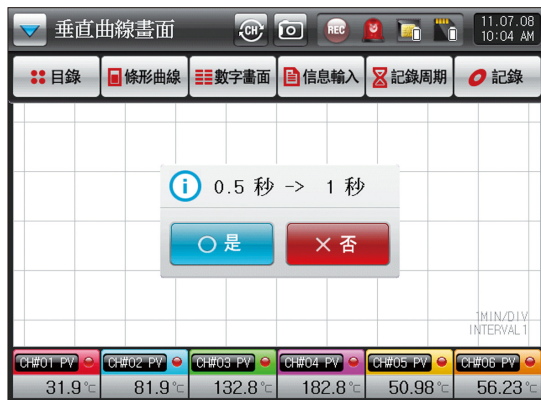 垂直曲線畫面
CH
REC
11.07.08
10:04 AM
目錄
條形曲線
數字畫面
信息輸入
記錄周期
記錄
0.5 秒 -> 1 秒
是
否
1MIN/DIV
INTERVAL 1
CH#01 PV
CH#02 PV
CH#03 PV
CH#04 PV
CH#05 PV
CH#06 PV
31.9℃
81.9℃
132.8℃
182.8℃
50.98℃
56.23℃